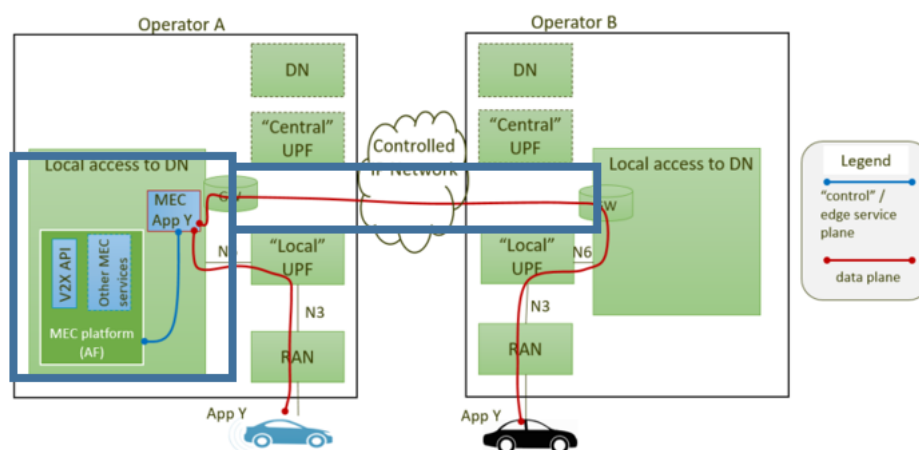 Operator A
Operator B
DN
"Central"
UPF
Controlled
IP Network
DN
"Central"
UPF
Local access to DN
MEC
App Y
V2X API
Other MEC
services
MEC platform
(AF)
"Local"
UPF
N3
RAN
App Y
Local access to DN
"Local"
UPF
N6
N3
RAN
App Y
Legend
"control" /
edge service
plane
data plane